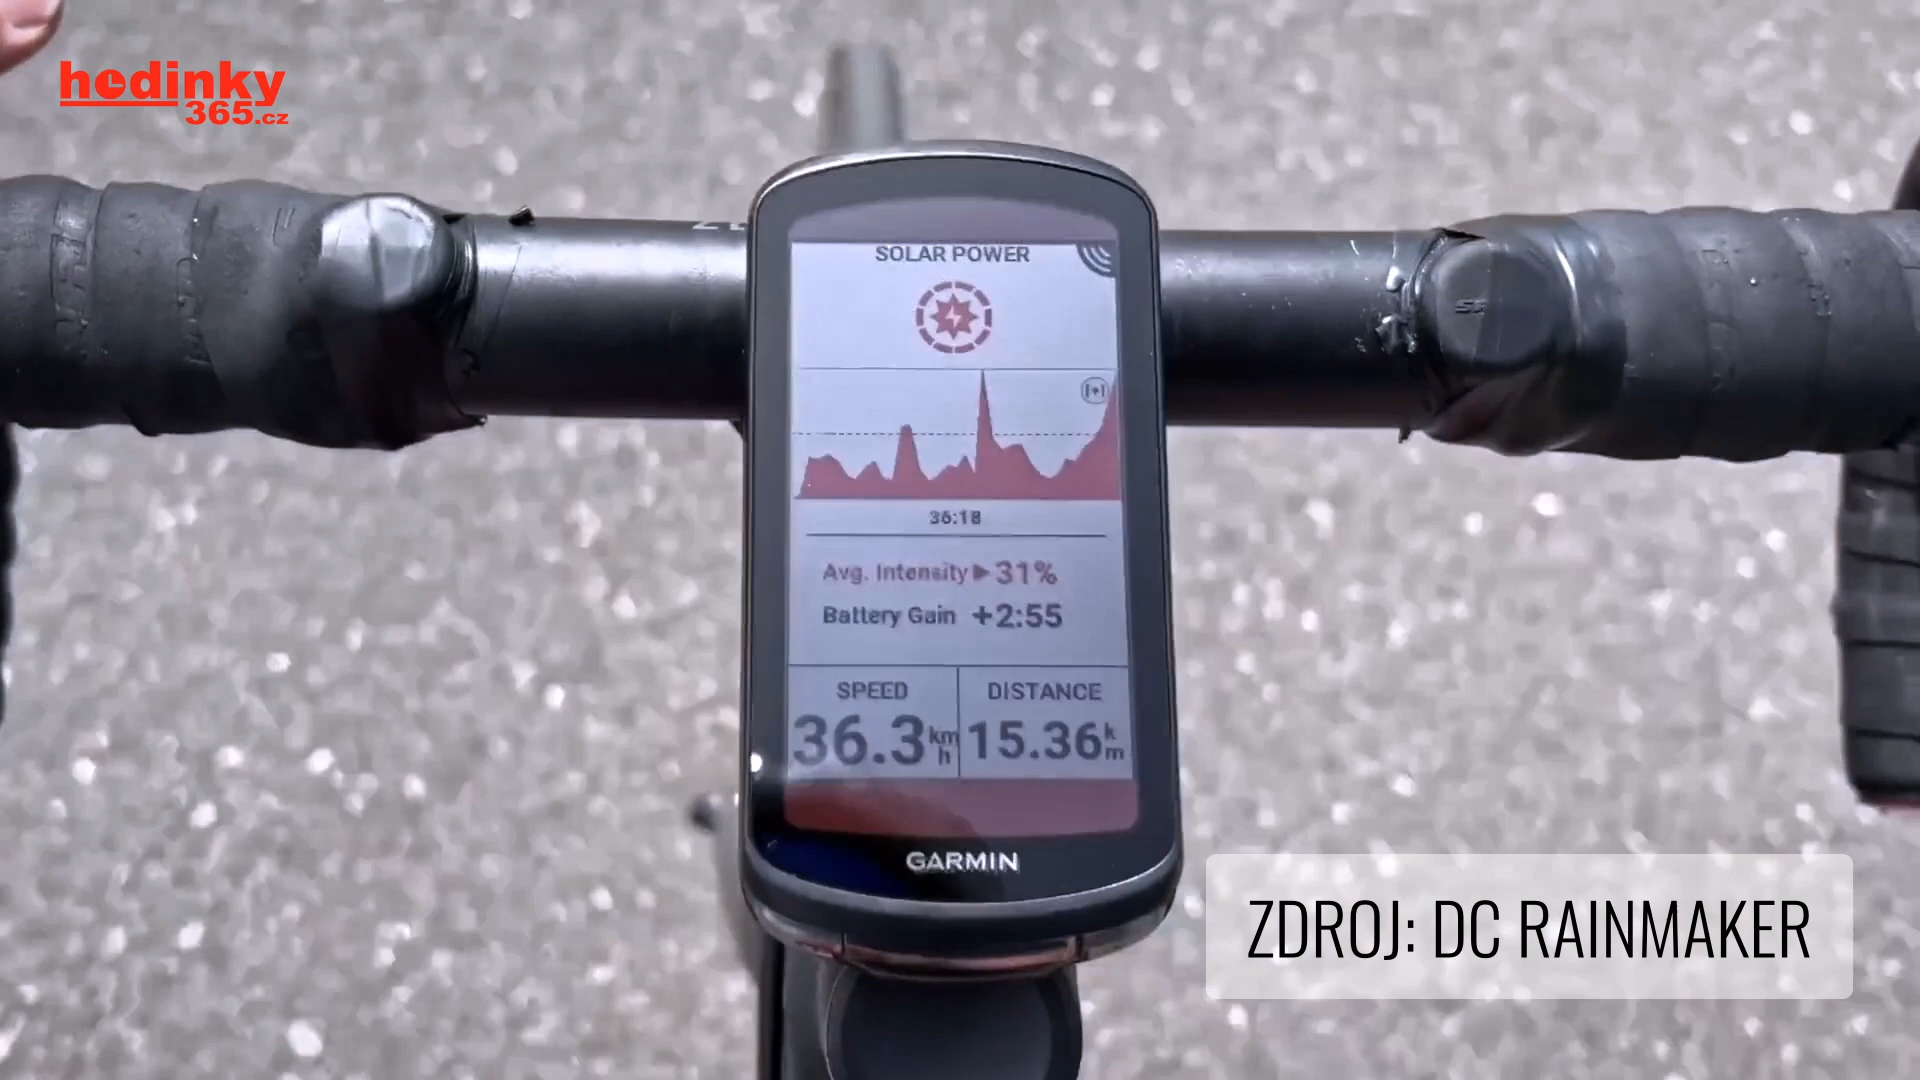 hodinky
365.cz
SOLAR POWER
36:18
Avg. Intensity ▶ 31%
Battery Gain +2:55
SPEED
DISTANCE
36.3 km/h
15.36 km
GARMIN
ZDROJ: DC RAINMAKER